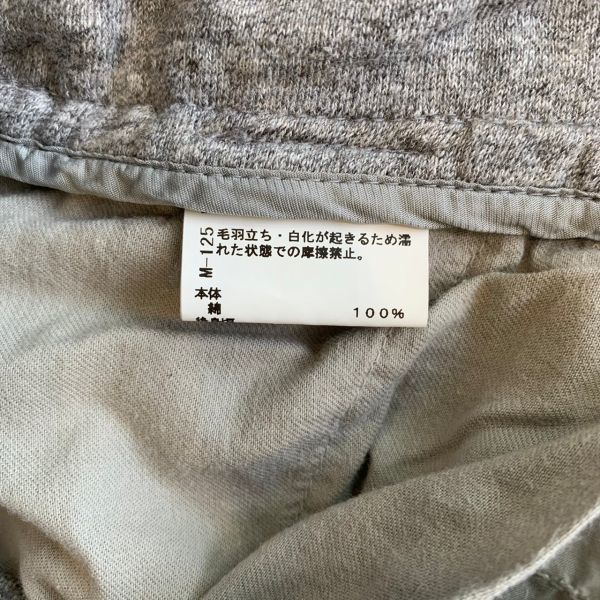 M-125
毛羽立ち・白化が起きるため濡
れた状態での摩擦禁止。
本体
綿 100%